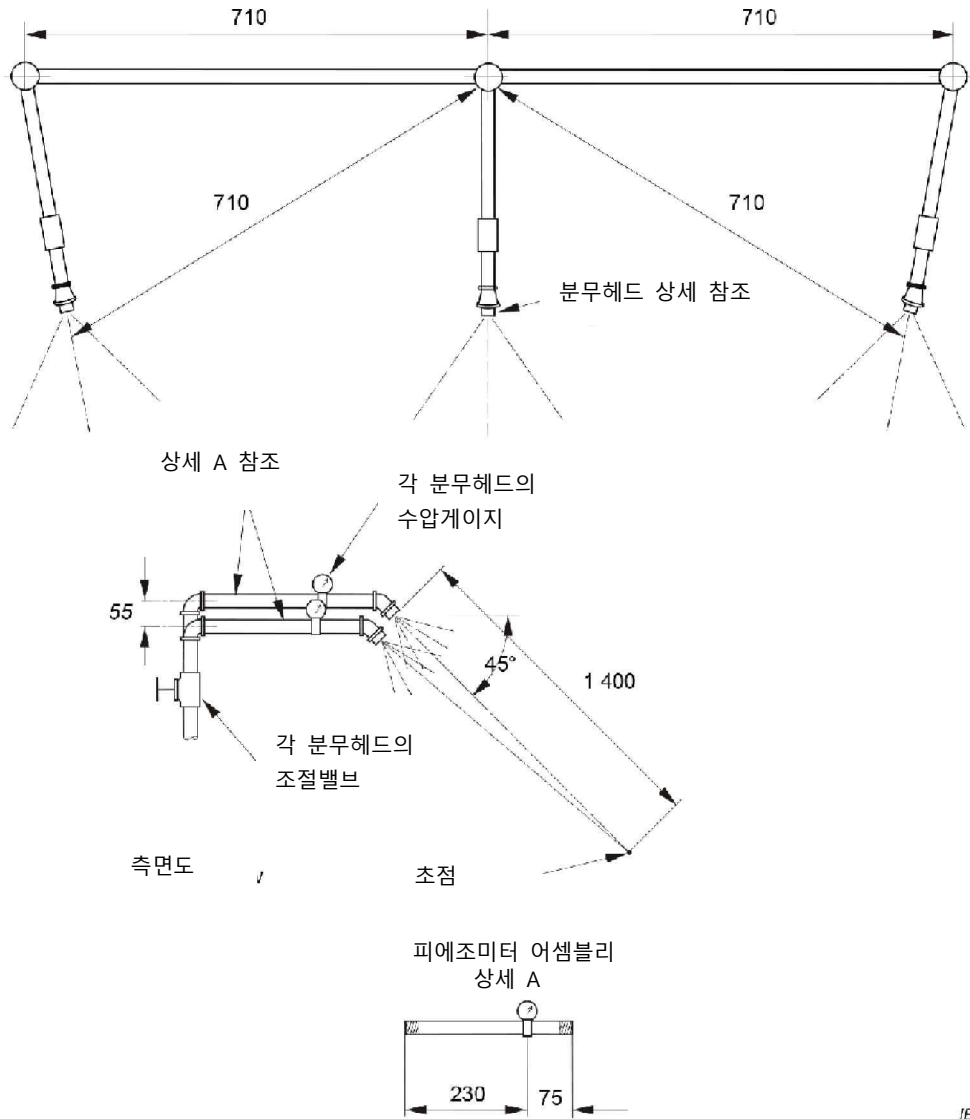 710
710
710
710
분무헤드 상세 참조
상세 A 참조
각 분무헤드의
수압게이지
55
45°
1 400
각 분무헤드의
조절밸브
측면도
초점
피에조미터 어셈블리
상세 A
230
75